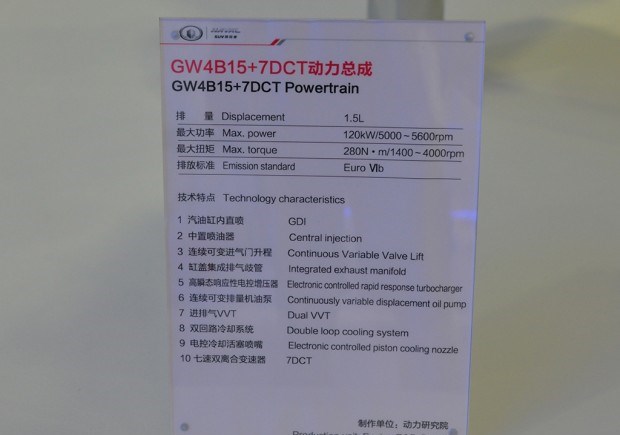 GW4B15+7DCT动力总成
GW4B15+7DCT Powertrain
排 量 Displacement 1.5L
最大功率 Max. power 120kW/5000~5600rpm
最大扭矩 Max. torque 280N·m/1400~4000rpm
排放标准 Emission standard Euro Ⅵb
技术特点 Technology characteristics
1 汽油缸内直喷 GDI
2 中置喷油器 Central injection
3 连续可变进气门升程 Continuous Variable Valve Lift
4 缸盖集成排气歧管 Integrated exhaust manifold
5 高瞬态响应性电控增压器 Electronic controlled rapid response turbocharger
6 连续可变排量机油泵 Continuously variable displacement oil pump
7 进排气VVT Dual VVT
8 双回路冷却系统 Double loop cooling system
9 电控冷却活塞喷嘴 Electronic controlled piston cooling nozzle
10 七速双离合变速器 7DCT
制作单位：动力研究院